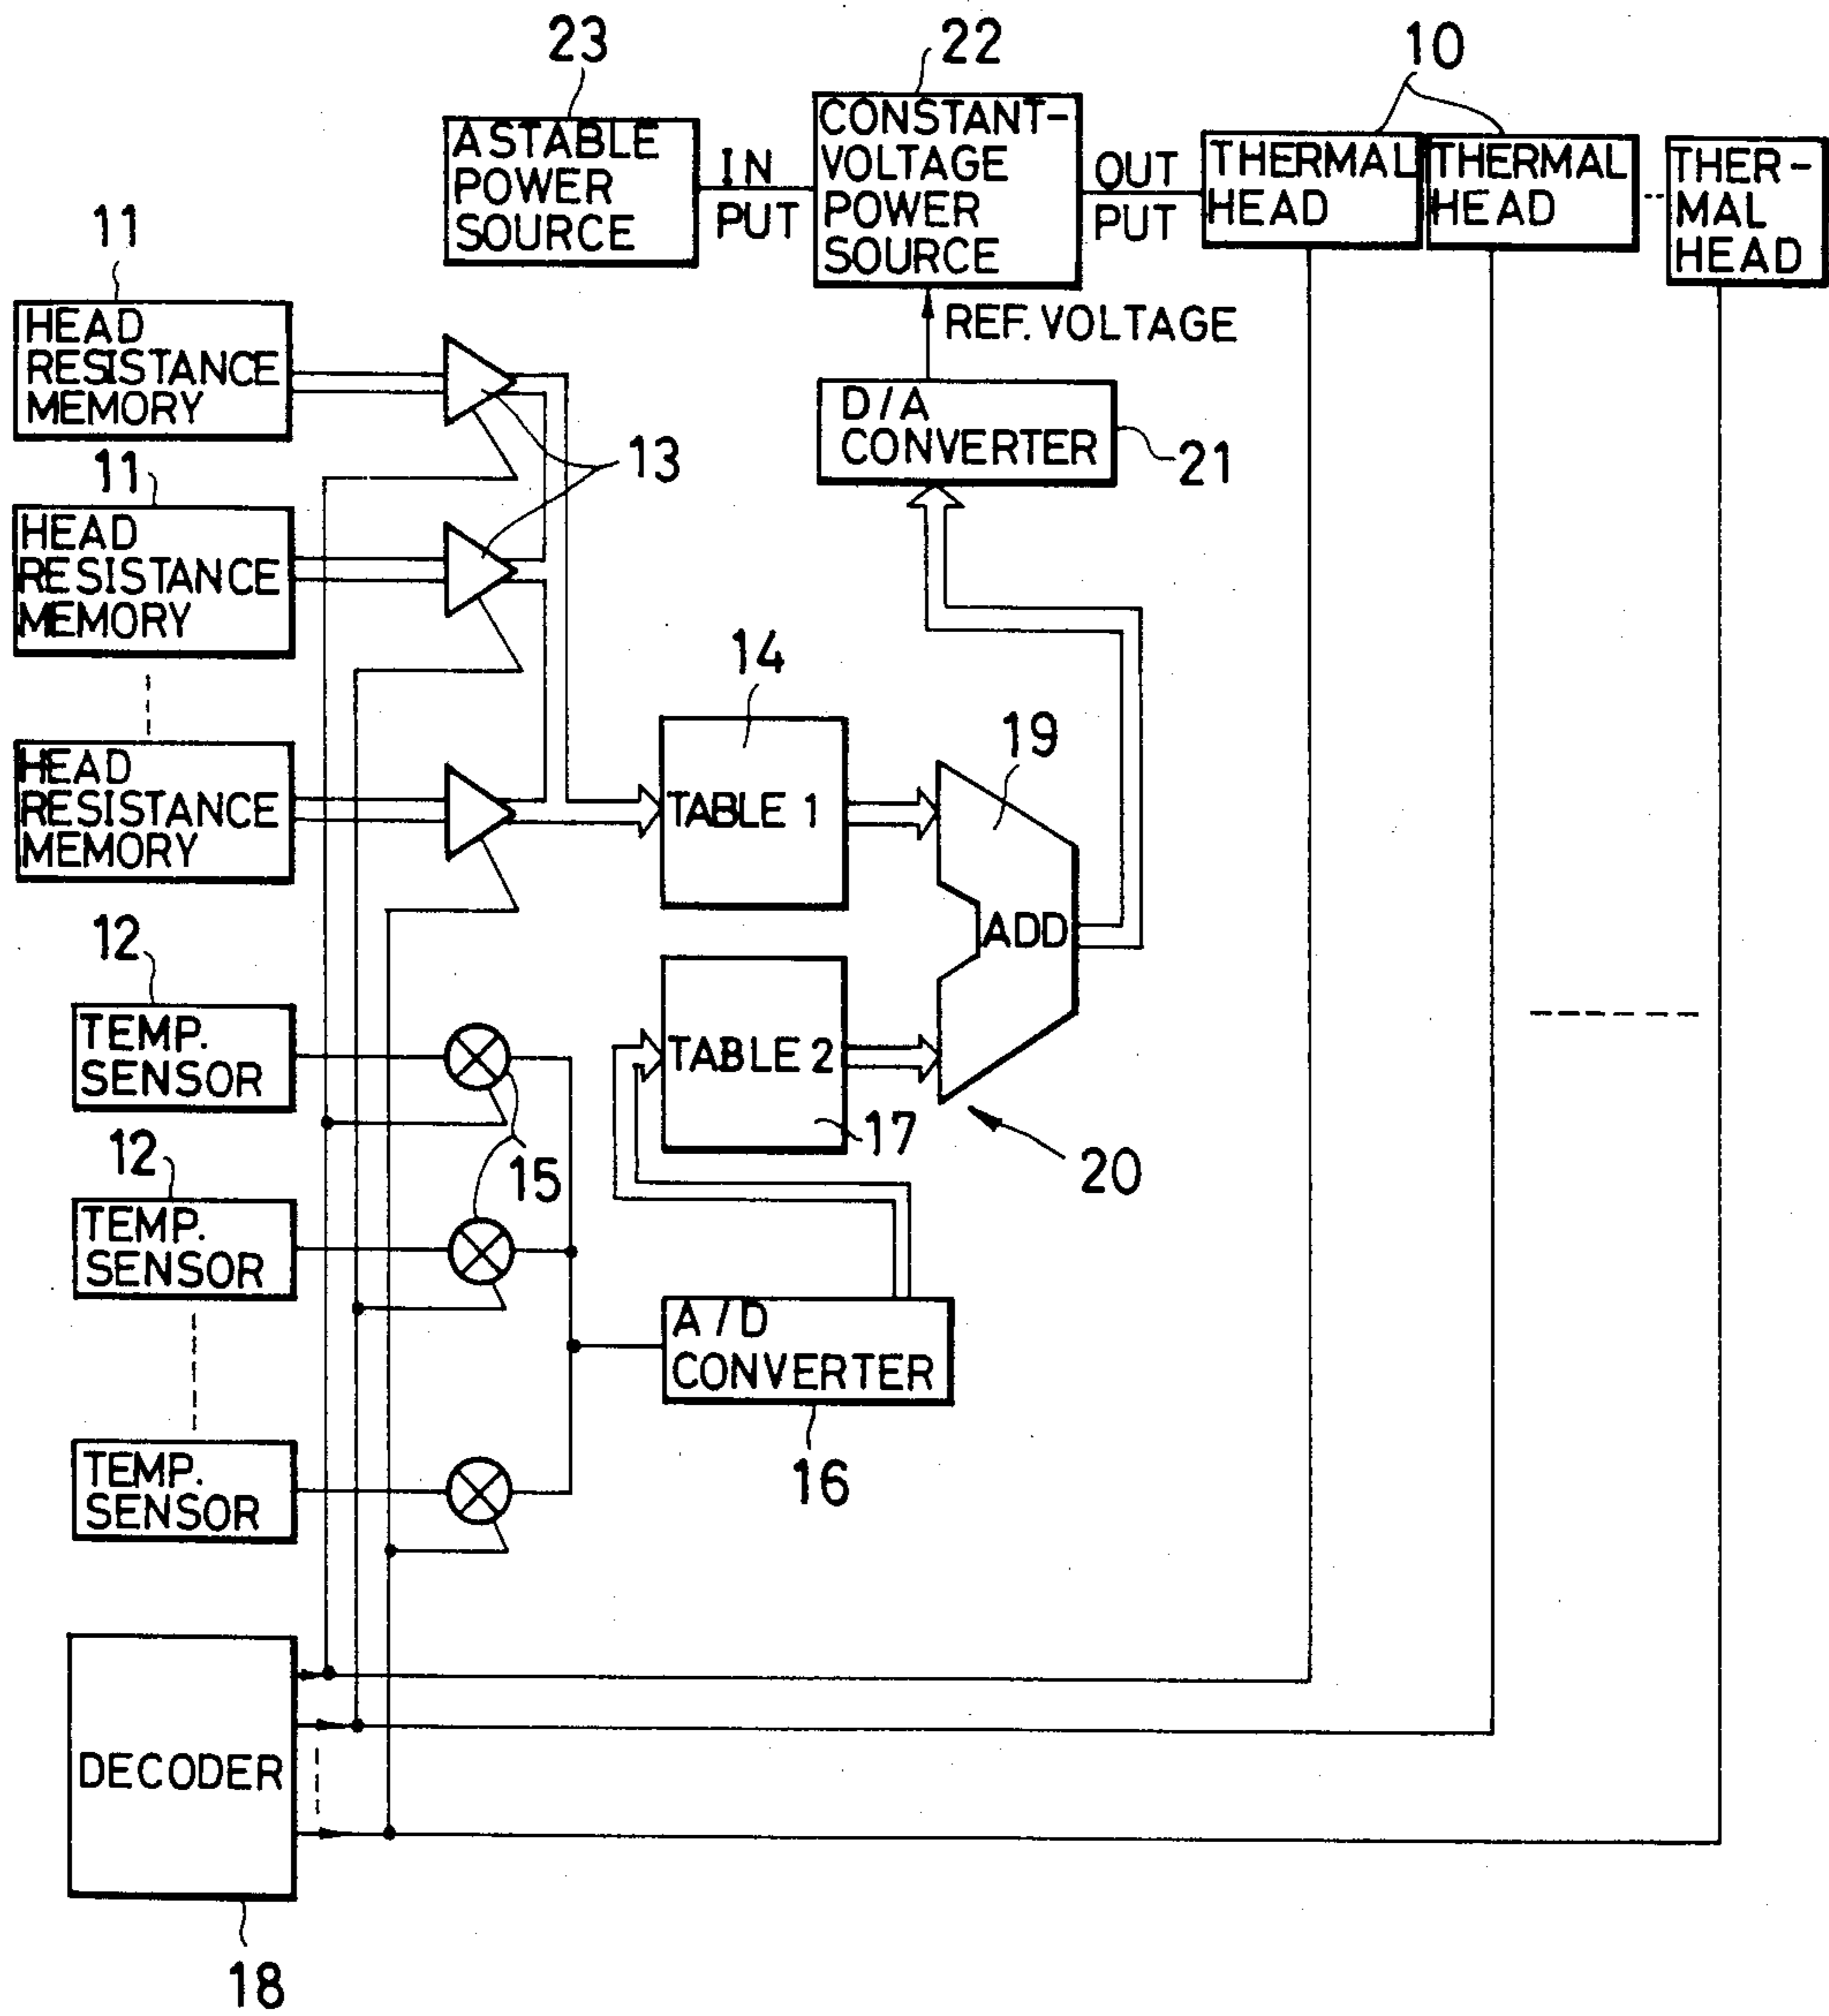 23
22
10
ASTABLE
POWER
SOURCE
IN
PUT
CONSTANT-
VOLTAGE
POWER
SOURCE
OUT
PUT
THERMAL
HEAD
THERMAL
HEAD
THER-
MAL
HEAD
11
HEAD
RESISTANCE
MEMORY
REF. VOLTAGE
D/A
CONVERTER
21
13
11
HEAD
RESISTANCE
MEMORY
14
19
HEAD
RESISTANCE
MEMORY
TABLE 1
ADD
12
TEMP.
SENSOR
TABLE 2
17
20
15
12
TEMP.
SENSOR
A/D
CONVERTER
16
TEMP.
SENSOR
DECODER
18